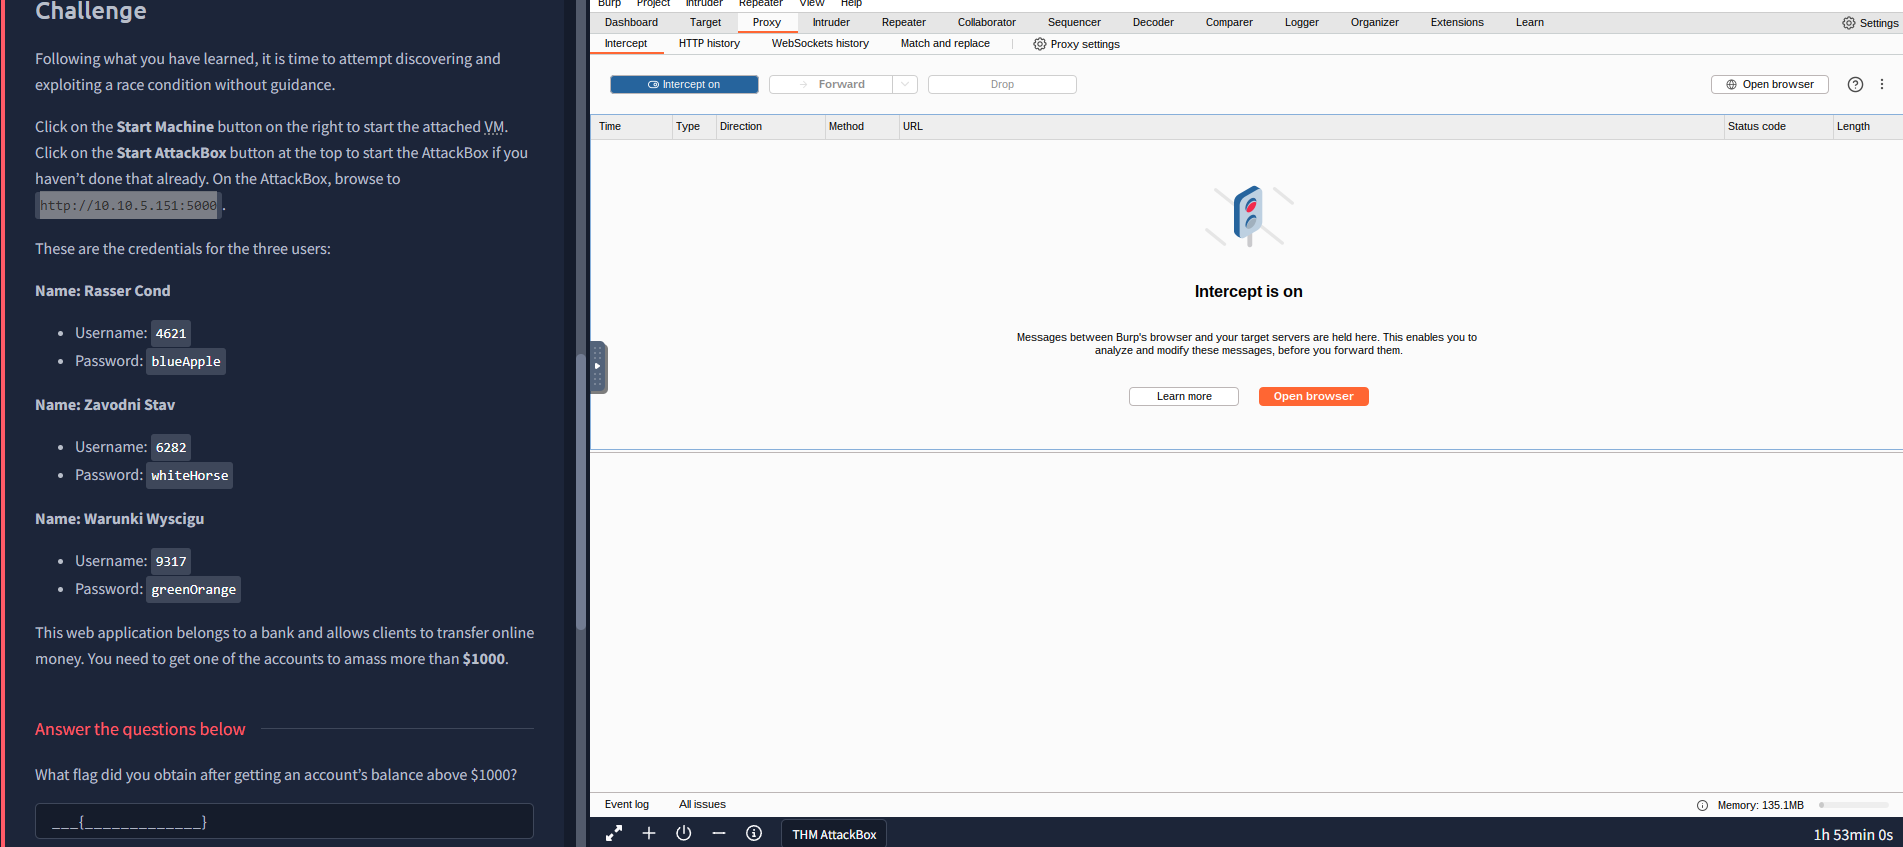 Challenge
Following what you have learned, it is time to attempt discovering and
exploiting a race condition without guidance.
Click on the Start Machine button on the right to start the attached VM.
Click on the Start AttackBox button at the top to start the AttackBox if you
haven't done that already. On the AttackBox, browse to
http://10.10.5.151:5000.
These are the credentials for the three users:
Name: Rasser Cond
Username: 4621
Password: blueApple
Name: Zavodni Stav
Username: 6282
Password: whiteHorse
Name: Warunki Wyscigu
Username: 9317
Password: greenOrange
This web application belongs to a bank and allows clients to transfer online
money. You need to get one of the accounts to amass more than $1000.
Answer the questions below
What flag did you obtain after getting an account's balance above $1000?
___{_____________}
Burp Project Intruder Repeater View Help
Dashboard Target Proxy Intruder Repeater Collaborator Sequencer Decoder Comparer Logger Organizer Extensions Learn Settings
Intercept HTTP history WebSockets history Match and replace Proxy settings
Intercept on Forward Drop Open browser
Time Type Direction Method URL Status code Length
Intercept is on
Messages between Burp's browser and your target servers are held here. This enables you to
analyze and modify these messages, before you forward them.
Learn more Open browser
Event log All issues Memory: 135.1MB
THM AttackBox 1h 53min 0s